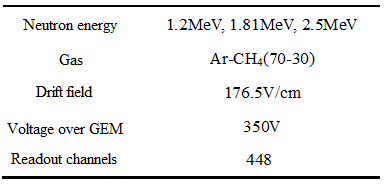 Neutron energy 1.2MeV, 1.81MeV, 2.5MeV
Gas Ar-CH₄(70-30)
Drift field 176.5V/cm
Voltage over GEM 350V
Readout channels 448